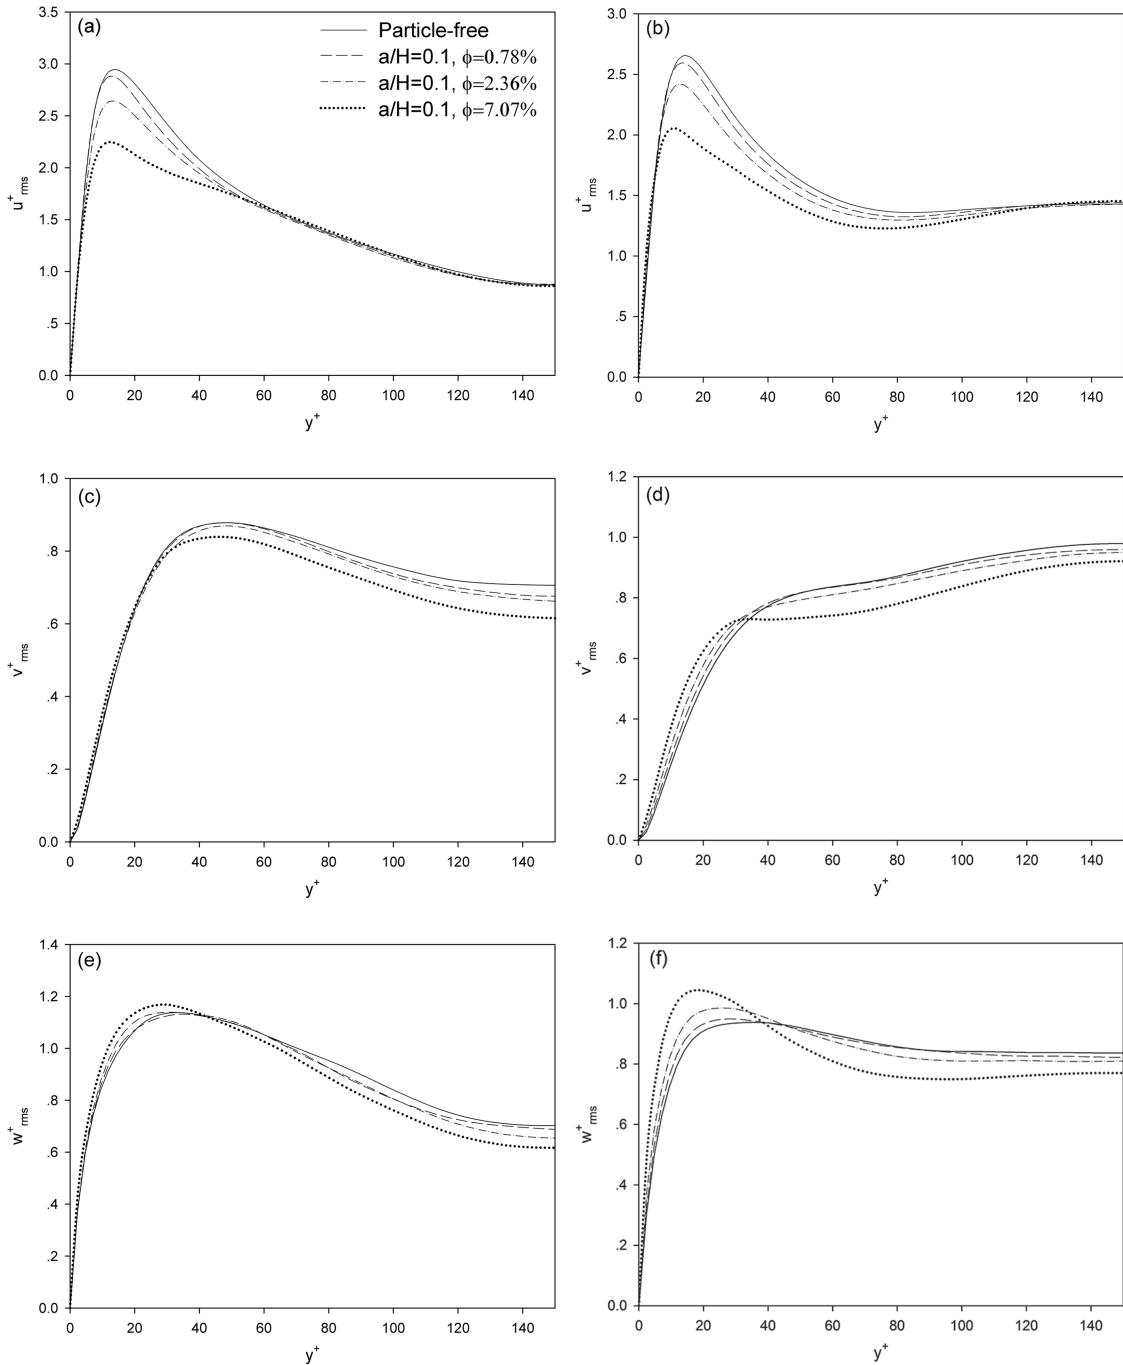 (a)
Particle-free
a/H=0.1, ϕ=0.78%
a/H=0.1, ϕ=2.36%
a/H=0.1, ϕ=7.07%
3.5
3.0
2.5
2.0
1.5
1.0
.5
0.0
u⁺rms
0 20 40 60 80 100 120 140
y⁺
(b)
3.0
2.5
2.0
1.5
1.0
.5
0.0
u⁺rms
0 20 40 60 80 100 120 140
y⁺
(c)
1.0
.8
.6
.4
.2
0.0
v⁺rms
0 20 40 60 80 100 120 140
y⁺
(d)
1.2
1.0
.8
.6
.4
.2
0.0
v⁺rms
0 20 40 60 80 100 120 140
y⁺
(e)
1.4
1.2
1.0
.8
.6
.4
.2
0.0
w⁺rms
0 20 40 60 80 100 120 140
y⁺
(f)
1.2
1.0
.8
.6
.4
.2
0.0
w⁺rms
0 20 40 60 80 100 120 140
y⁺